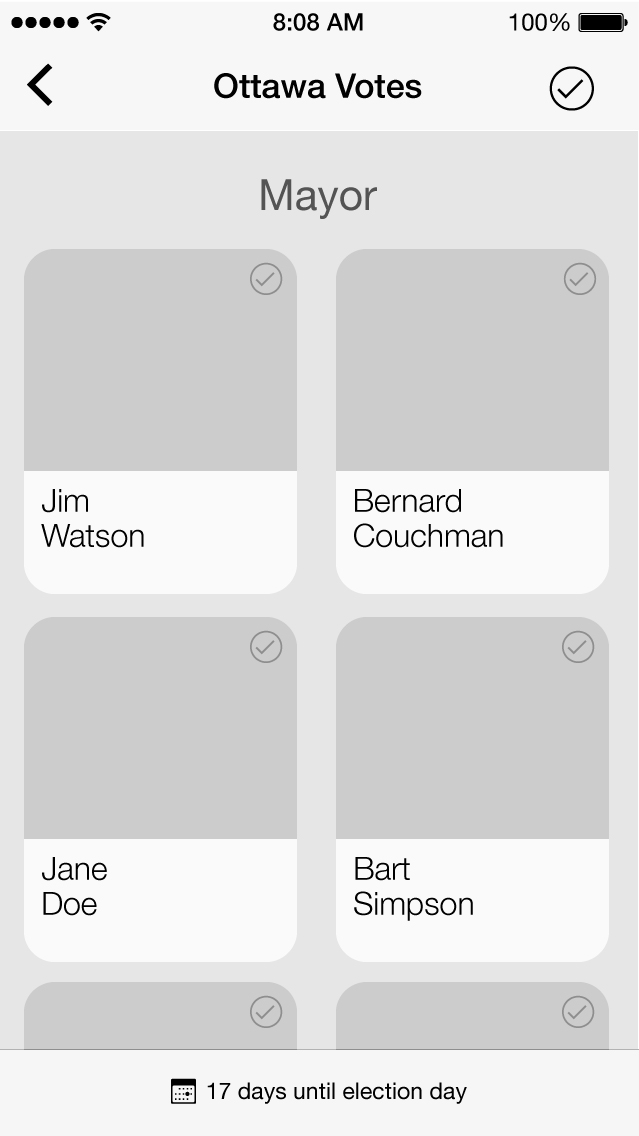 8:08 AM 100%
Ottawa Votes
Mayor
Jim
Watson
Bernard
Couchman
Jane
Doe
Bart
Simpson
17 days until election day